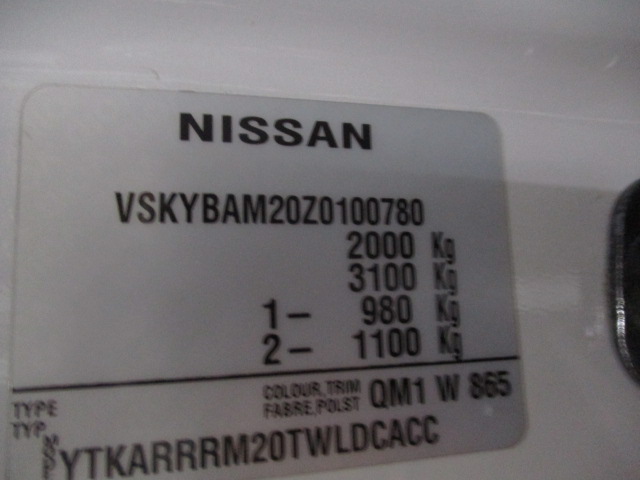 NISSAN
VSKYBAM20Z0100780
2000 Kg
3100 Kg
1- 980 Kg
2- 1100 Kg
TYPE COLOUR,TRIM QM1 W 865
TYP. FABRE,POLST
YTKARRRRM20TWLDCACC